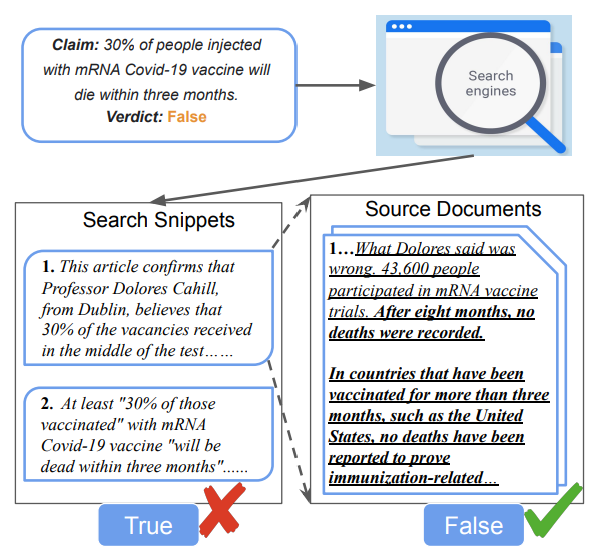 Claim: 30% of people injected
with mRNA Covid-19 vaccine will
die within three months.
Verdict: False
Search
engines
Search Snippets
1. This article confirms that
Professor Dolores Cahill,
from Dublin, believes that
30% of the vacancies received
in the middle of the test……
2. At least "30% of those
vaccinated" with mRNA
Covid-19 vaccine "will be
dead within three months"......
True
Source Documents
1…What Dolores said was
wrong. 43,600 people
participated in mRNA vaccine
trials. After eight months, no
deaths were recorded.
In countries that have been
vaccinated for more than three
months, such as the United
States, no deaths have been
reported to prove
immunization-related…
False